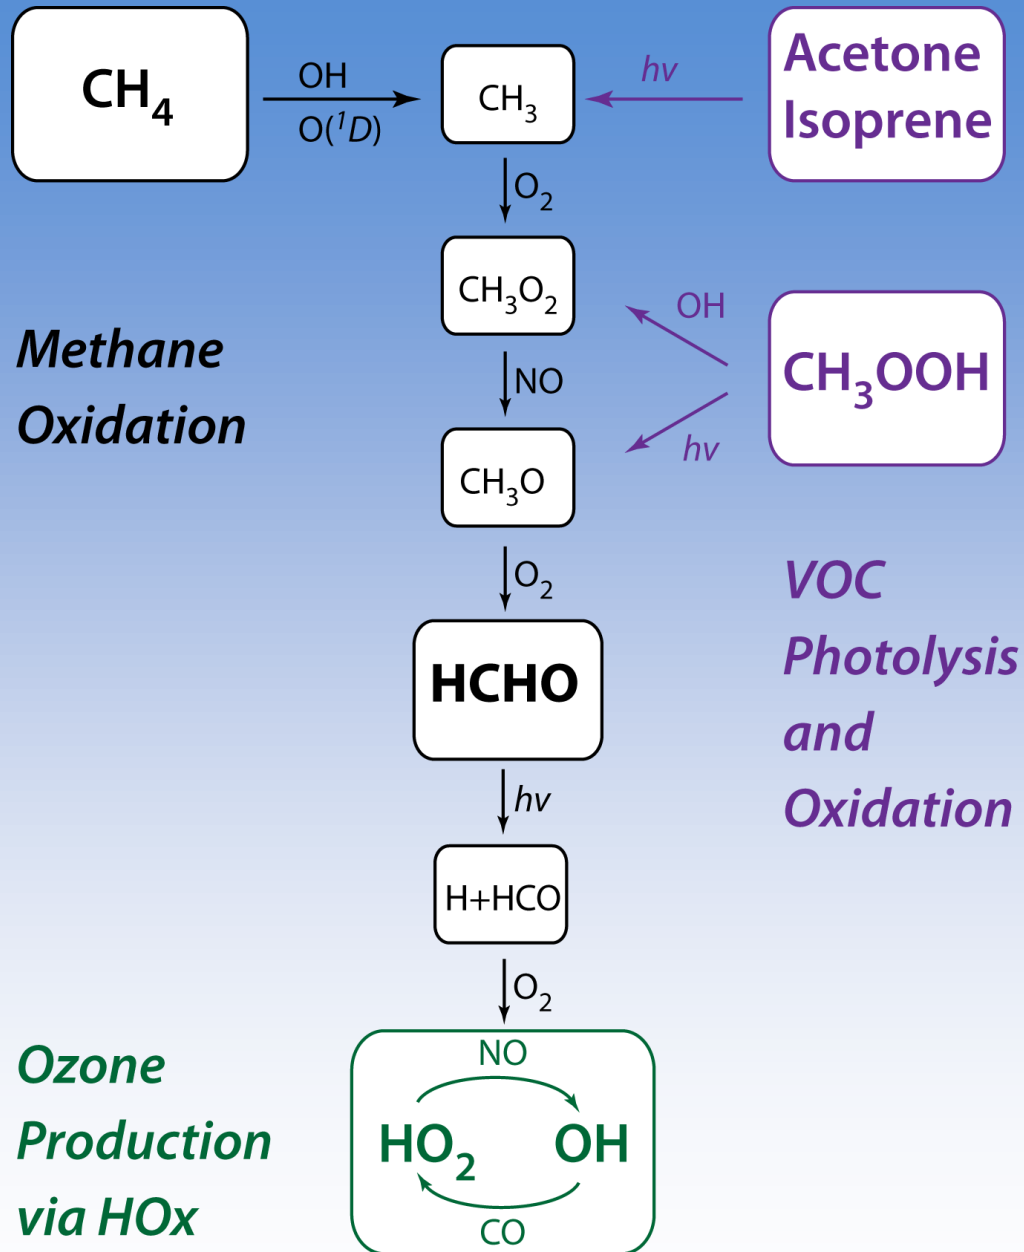 CH₄
OH
O(¹D)
CH₃
hv
Acetone
Isoprene
O₂
CH₃O₂
OH
CH₃OOH
hv
Methane
Oxidation
NO
CH₃O
O₂
VOC
Photolysis
and
Oxidation
HCHO
hv
H+HCO
O₂
Ozone
Production
via HOx
NO
HO₂ OH
CO